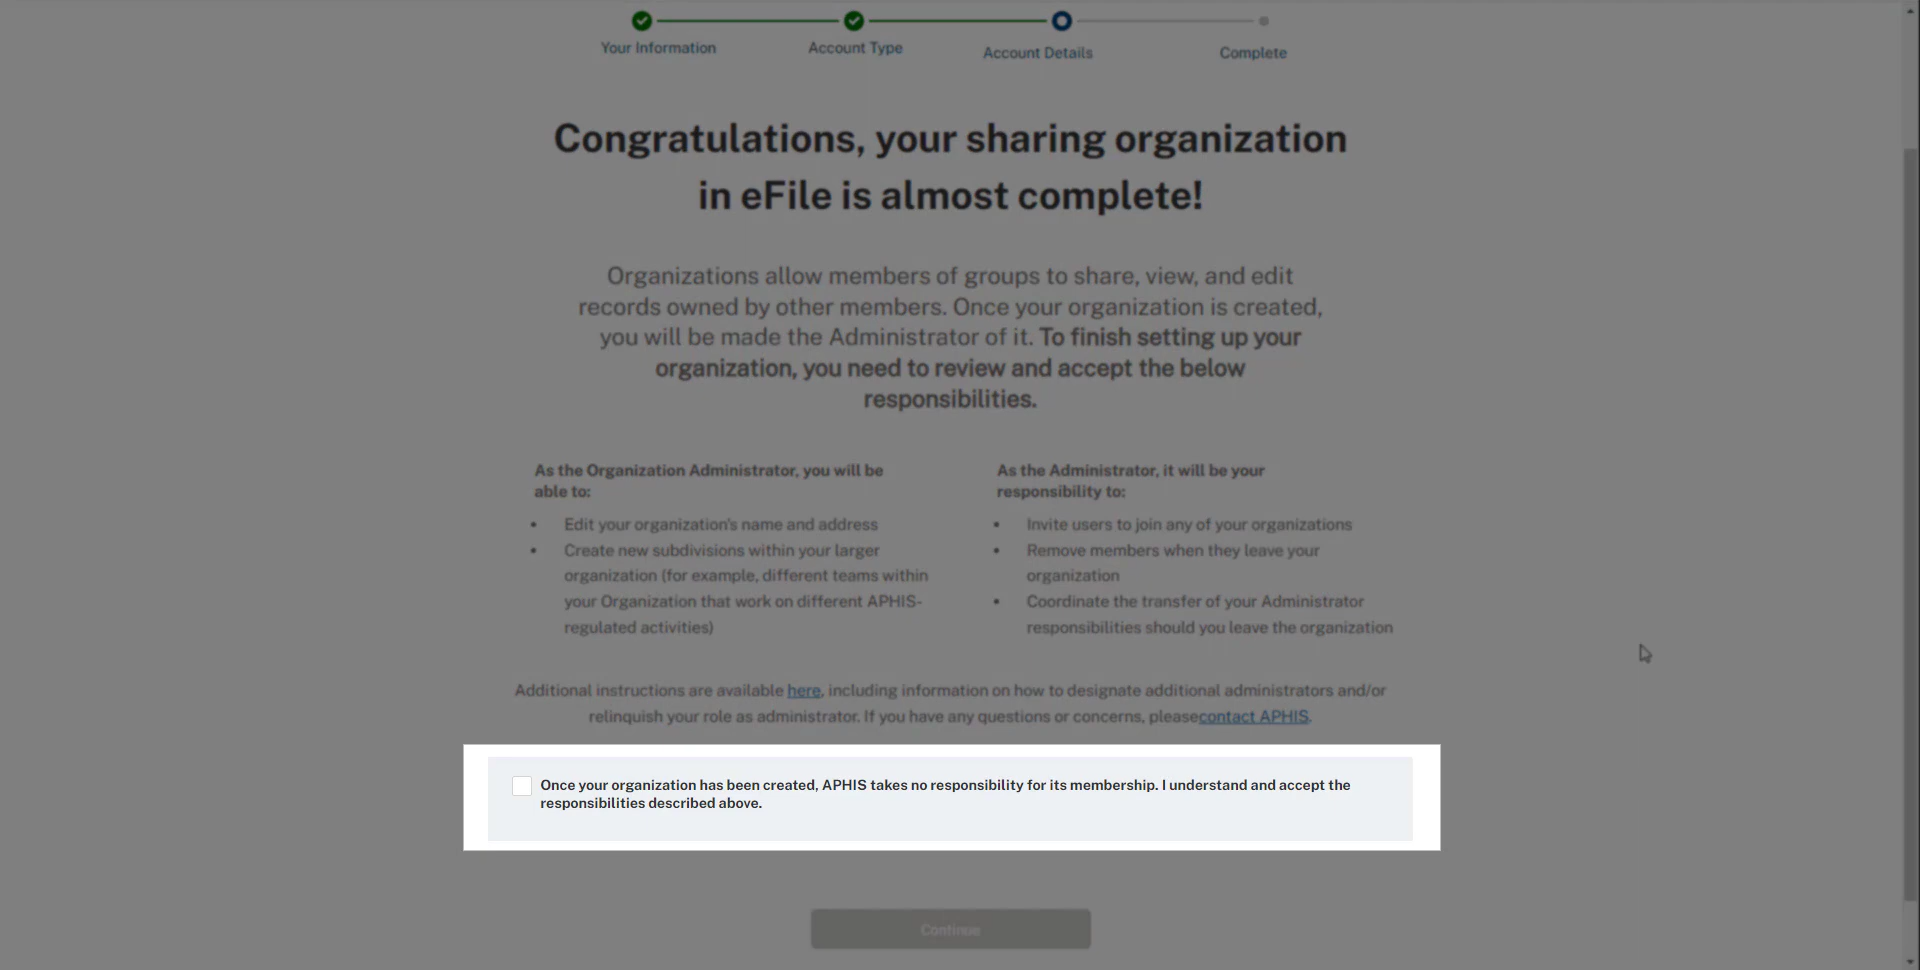 Your Information
Account Type
Account Details
Complete
Congratulations, your sharing organization
in eFile is almost complete!
Organizations allow members of groups to share, view, and edit
records owned by other members. Once your organization is created,
you will be made the Administrator of it. To finish setting up your
organization, you need to review and accept the below
responsibilities.
As the Organization Administrator, you will be
able to:
• Edit your organization's name and address
• Create new subdivisions within your larger
organization (for example, different teams within
your Organization that work on different APHIS-
regulated activities)
As the Administrator, it will be your
responsibility to:
• Invite users to join any of your organizations
• Remove members when they leave your
organization
• Coordinate the transfer of your Administrator
responsibilities should you leave the organization
Additional instructions are available here, including information on how to designate additional administrators and/or
relinquish your role as administrator. If you have any questions or concerns, pleasecontact APHIS.
Once your organization has been created, APHIS takes no responsibility for its membership. I understand and accept the
responsibilities described above.
Continue